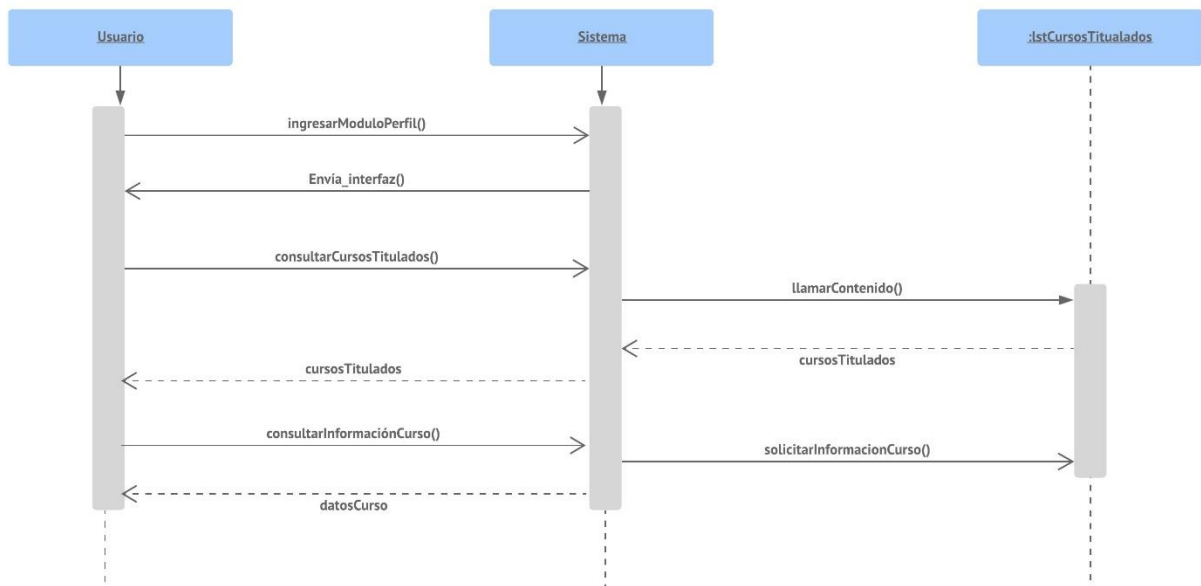 Usuario
Sistema
:lstCursosTitualados
ingresarModuloPerfil()
Envía_interfaz()
consultarCursosTitulados()
llamarContenido()
cursosTitulados
cursosTitulados
consultarInformaciónCurso()
solicitarInformacionCurso()
datosCurso